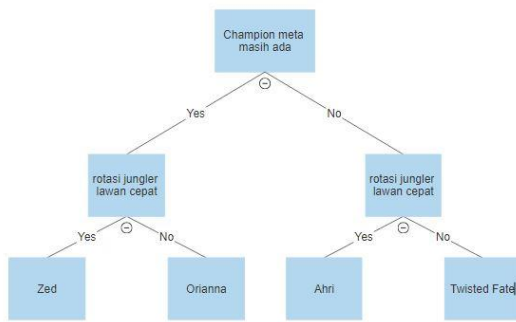 Champion meta
masih ada
Yes
No
rotasi jungler
lawan cepat
rotasi jungler
lawan cepat
Yes
No
Yes
No
Zed
Orianna
Ahri
Twisted Fate